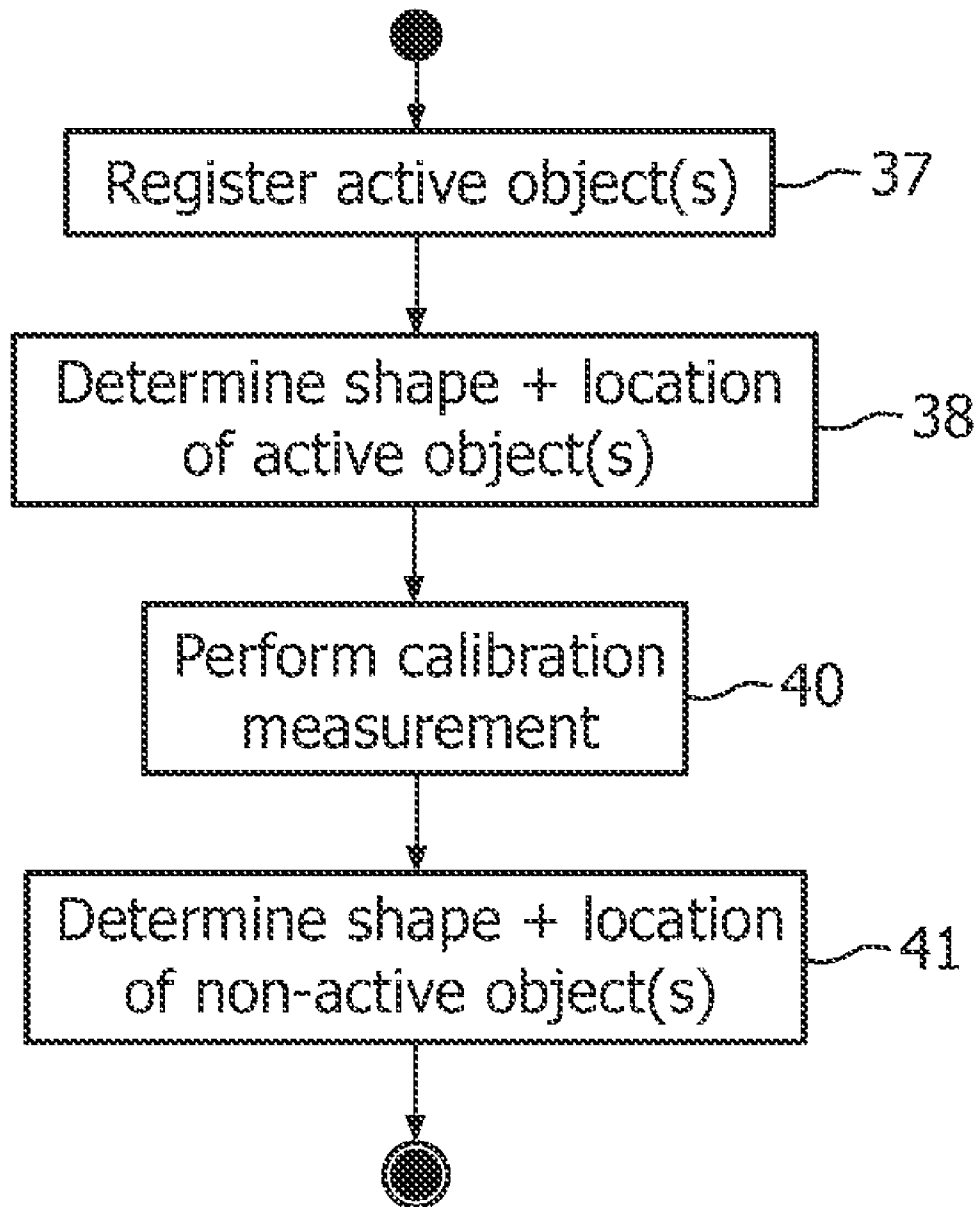 Register active object(s)
37
Determine shape + location
of active object(s)
38
Perform calibration
measurement
40
Determine shape + location
of non-active object(s)
41